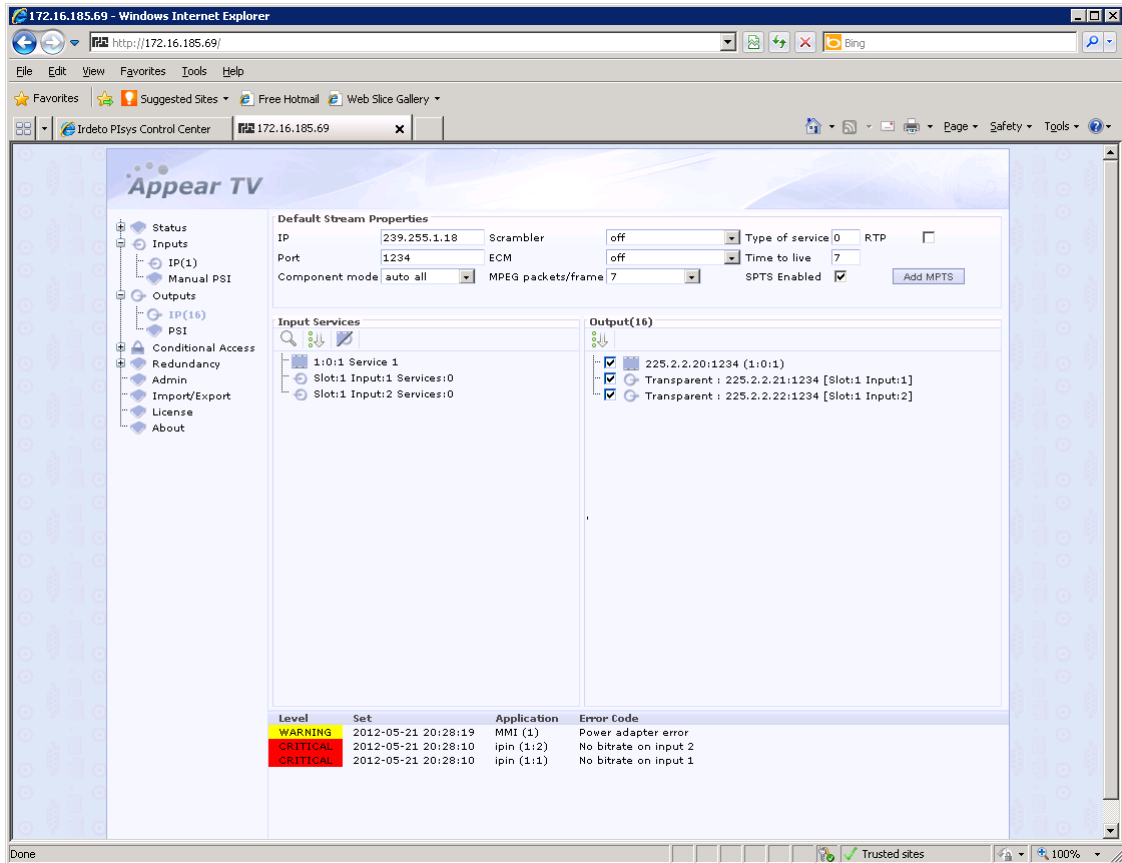 172.16.185.69 - Windows Internet Explorer
http://172.16.185.69/
Bing
File Edit View Favorites Tools Help
Favorites Suggested Sites Free Hotmail Web Slice Gallery
Irdeto PIsys Control Center 172.16.185.69 Page Safety Tools
Appear TV
Status
Inputs
IP(1)
Manual PSI
Outputs
IP(16)
PSI
Conditional Access
Redundancy
Admin
Import/Export
License
About
Default Stream Properties
IP 239.255.1.18 Scrambler off Type of service 0 RTP
Port 1234 ECM off Time to live 7
Component mode auto all MPEG packets/frame 7 SPTS Enabled Add MPTS
Input Services
1:0:1 Service 1
Slot:1 Input:1 Services:0
Slot:1 Input:2 Services:0
Output(16)
225.2.2.20:1234 (1:0:1)
Transparent : 225.2.2.21:1234 [Slot:1 Input:1]
Transparent : 225.2.2.22:1234 [Slot:1 Input:2]
Level Set Application Error Code
WARNING 2012-05-21 20:28:19 MMI (1) Power adapter error
CRITICAL 2012-05-21 20:28:10 ipin (1:2) No bitrate on input 2
CRITICAL 2012-05-21 20:28:10 ipin (1:1) No bitrate on input 1
Done Trusted sites 100%